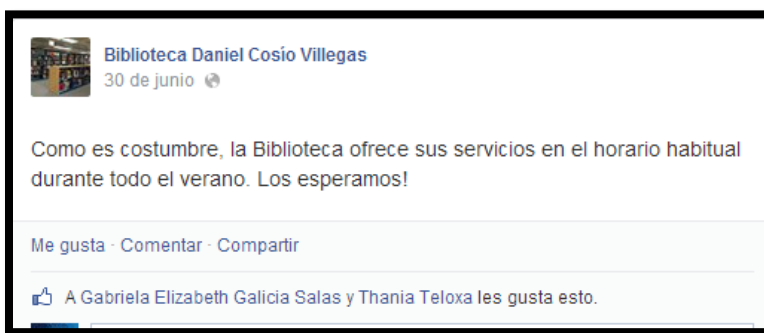 Biblioteca Daniel Cosío Villegas
30 de junio
Como es costumbre, la Biblioteca ofrece sus servicios en el horario habitual
durante todo el verano. Los esperamos!
Me gusta · Comentar · Compartir
A Gabriela Elizabeth Galicia Salas y Thania Teloxa les gusta esto.